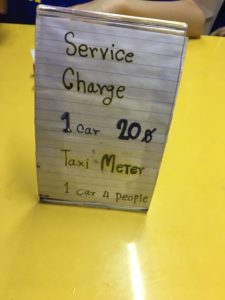 Service
Charge
1 car 20฿
Taxi Meter
1 car 4 people